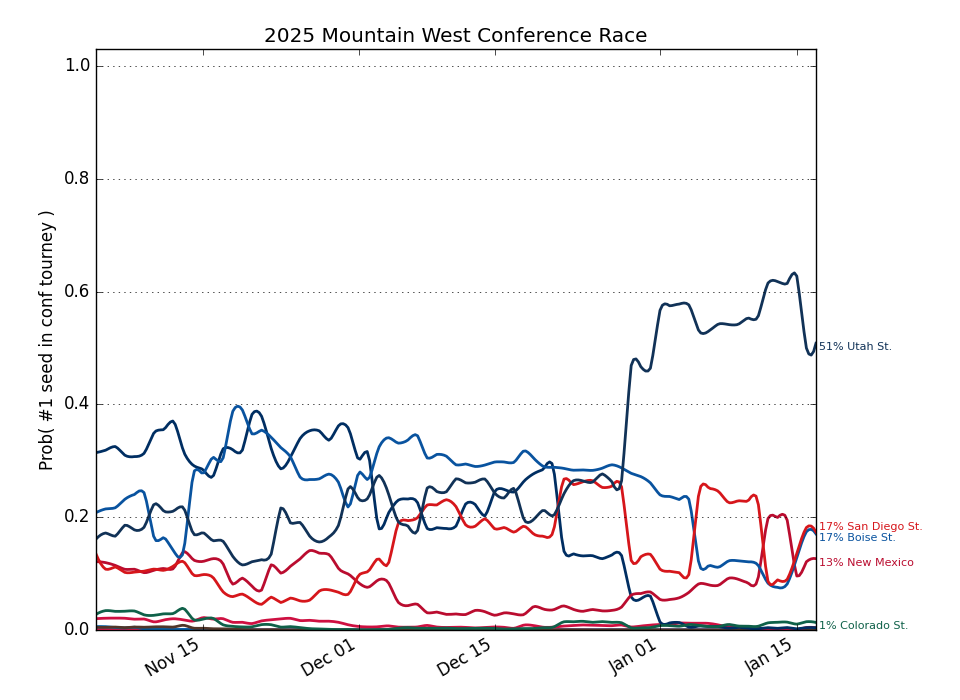 2025 Mountain West Conference Race
Prob( #1 seed in conf tourney )
1.0
0.8
0.6
0.4
0.2
0.0
51% Utah St.
17% San Diego St.
17% Boise St.
13% New Mexico
1% Colorado St.
Nov 15
Dec 01
Dec 15
Jan 01
Jan 15